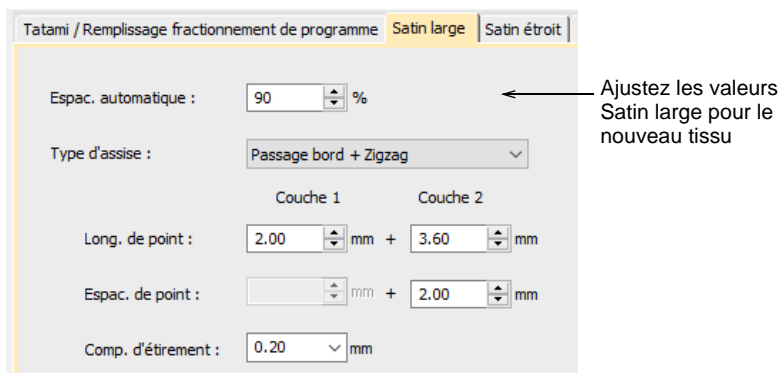 Tatami / Remplissage fractionnement de programme Satin large Satin étroit
Espac. automatique : 90 %
Ajustez les valeurs
Satin large pour le
nouveau tissu
Type d'assise : Passage bord + Zigzag
Couche 1 Couche 2
Long. de point : 2.00 mm + 3.60 mm
Espac. de point : mm + 2.00 mm
Comp. d'étirement : 0.20 mm